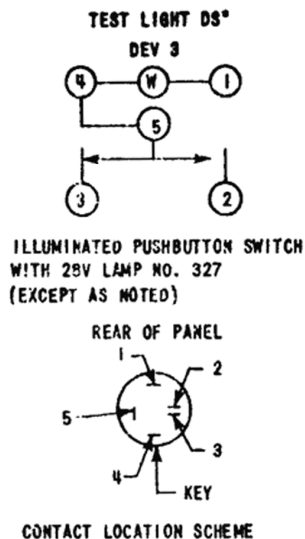 TEST LIGHT DS*
DEV 3
4 W 1
5
3 2
ILLUMINATED PUSHBUTTON SWITCH
WITH 28V LAMP NO. 327
(EXCEPT AS NOTED)
REAR OF PANEL
1 2
5
3
4
KEY
CONTACT LOCATION SCHEME